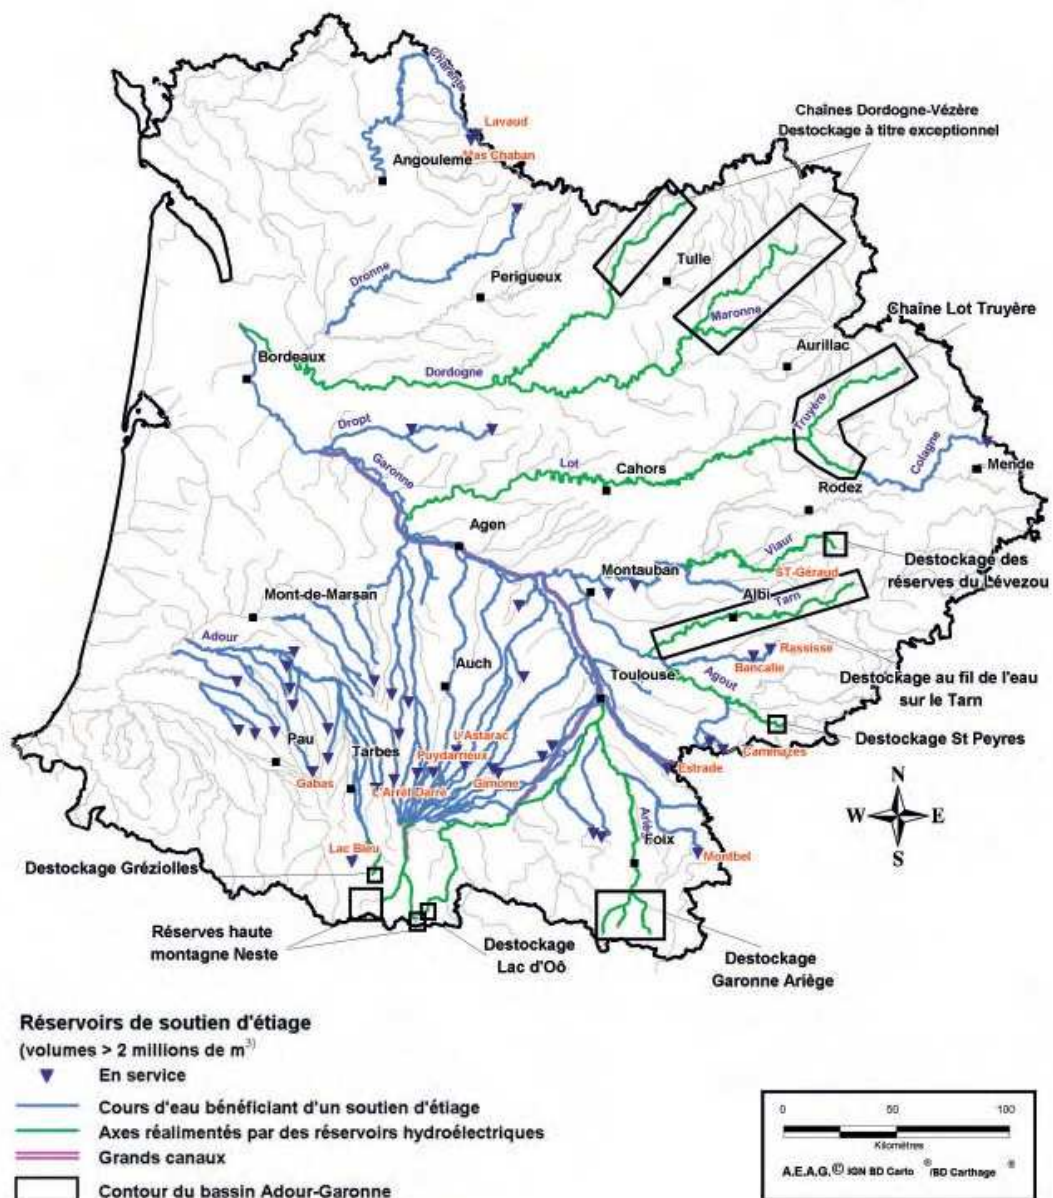 Charente
Lavaud
Mas Chaban
Angouleme
Chaînes Dordogne-Vézère
Destockage à titre exceptionnel
Tulle
Dronne
Perigueux
Maronne
Chaîne Lot Truyère
Aurillac
Bordeaux
Dordogne
Truyère
Dropt
Colagne
Garonne
Lot
Cahors
Mende
Rodez
Agen
Viaur
Destockage des
réserves du Lévezou
Montauban
ST-Géraud
Mont-de-Marsan
Albi
Tarn
Adour
Rassisse
Bancalie
Auch
Toulouse
Agout
Destockage au fil de l'eau
sur le Tarn
Destockage St Peyres
Pau
Tarbes
L'Astarac
Puydarrieux
Cammazes
Estrade
Gabas
L'Arrêt Darré
Gimone
N
W
E
S
Ariège
Foix
Lac Bleu
Montbel
Destockage Gréziolles
Réserves haute
montagne Neste
Destockage
Lac d'Oô
Destockage
Garonne Ariège
Réservoirs de soutien d'étiage
(volumes > 2 millions de m3)
En service
Cours d'eau bénéficiant d'un soutien d'étiage
Axes réalimentés par des réservoirs hydroélectriques
Grands canaux
Contour du bassin Adour-Garonne
0 50 100
Kilomètres
A.E.A.G.© IGN BD Carto ® /BD Carthage ®